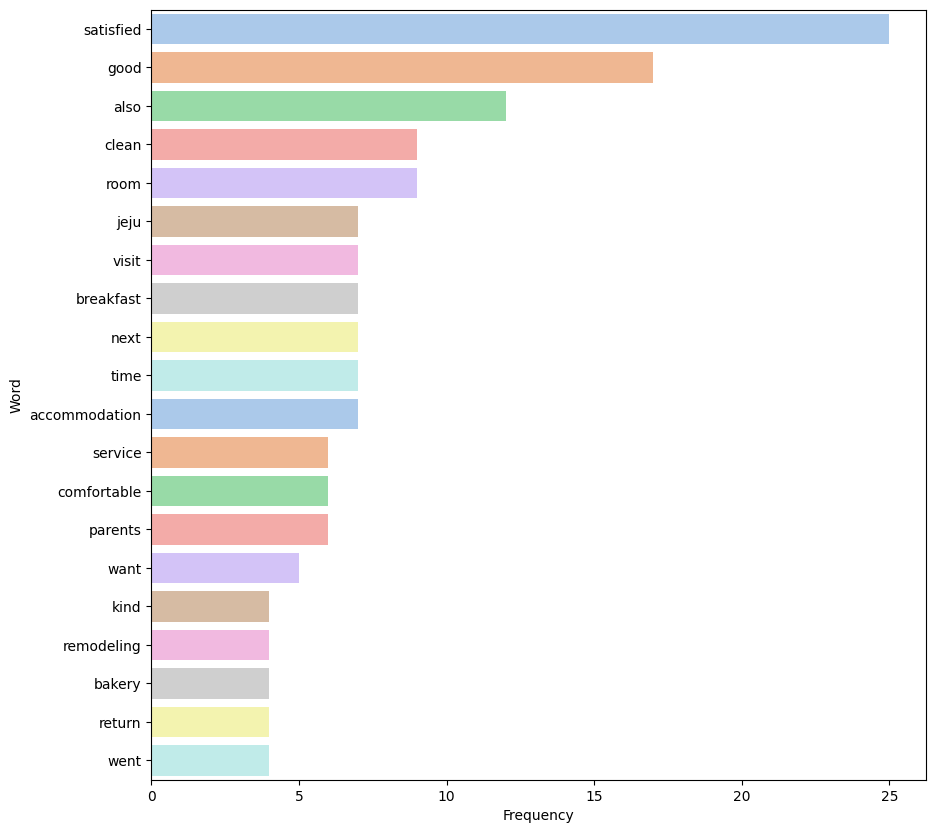 satisfied
good
also
clean
room
jeju
visit
breakfast
next
time
accommodation
service
comfortable
parents
want
kind
remodeling
bakery
return
went
Word
0 5 10 15 20 25
Frequency